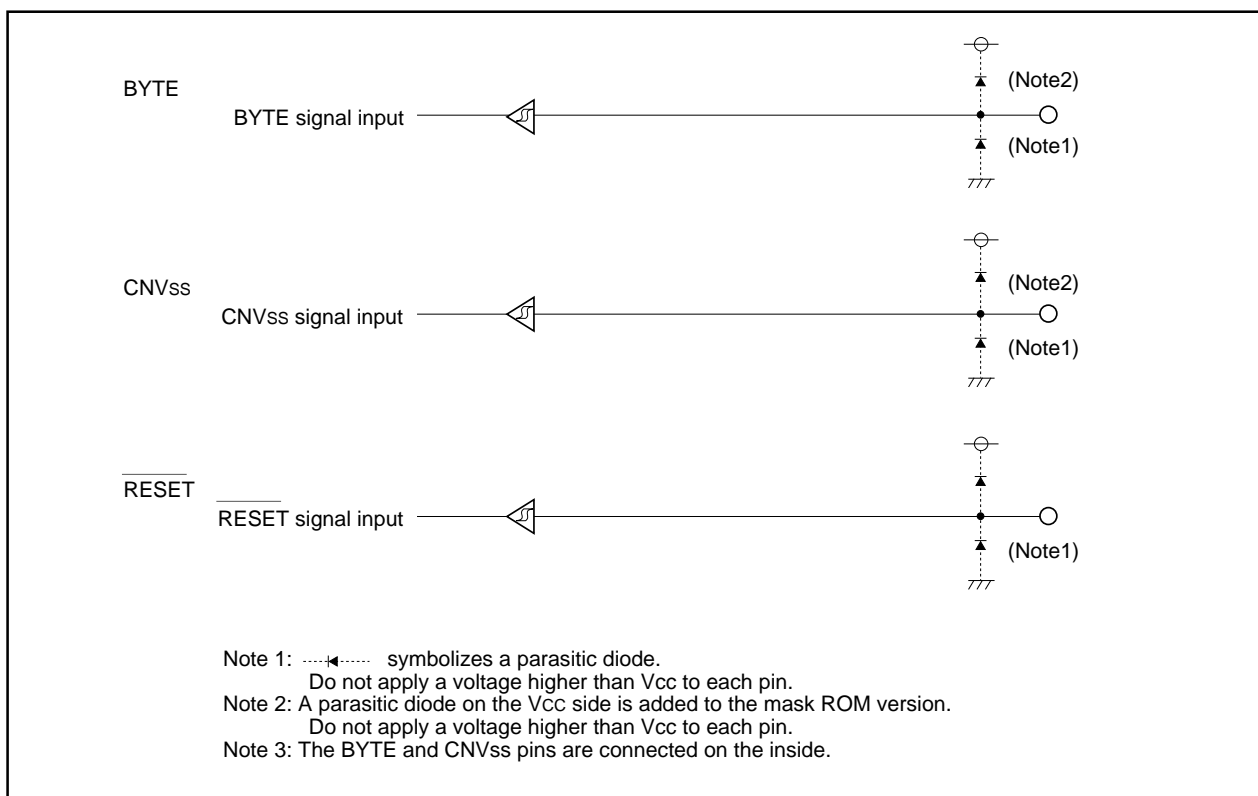 (Note2)
BYTE
BYTE signal input
(Note1)
(Note2)
CNVss
CNVss signal input
(Note1)
RESET
RESET signal input
(Note1)
Note 1: symbolizes a parasitic diode.
Do not apply a voltage higher than Vcc to each pin.
Note 2: A parasitic diode on the VCC side is added to the mask ROM version.
Do not apply a voltage higher than Vcc to each pin.
Note 3: The BYTE and CNVss pins are connected on the inside.